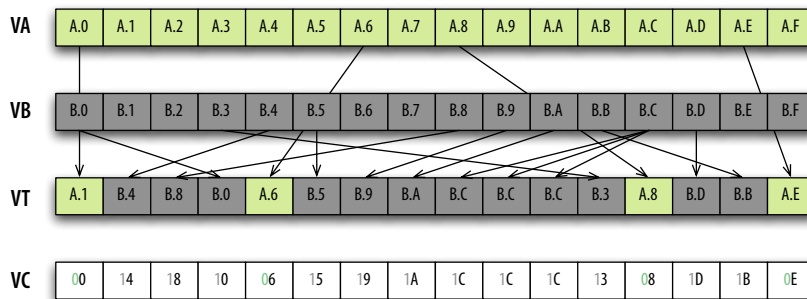 VA A.0 A.1 A.2 A.3 A.4 A.5 A.6 A.7 A.8 A.9 A.A A.B A.C A.D A.E A.F
VB B.0 B.1 B.2 B.3 B.4 B.5 B.6 B.7 B.8 B.9 B.A B.B B.C B.D B.E B.F
VT A.1 B.4 B.8 B.0 A.6 B.5 B.9 B.A B.C B.C B.C B.3 A.8 B.D B.B A.E
VC 00 14 18 10 06 15 19 1A 1C 1C 1C 13 08 1D 1B 0E